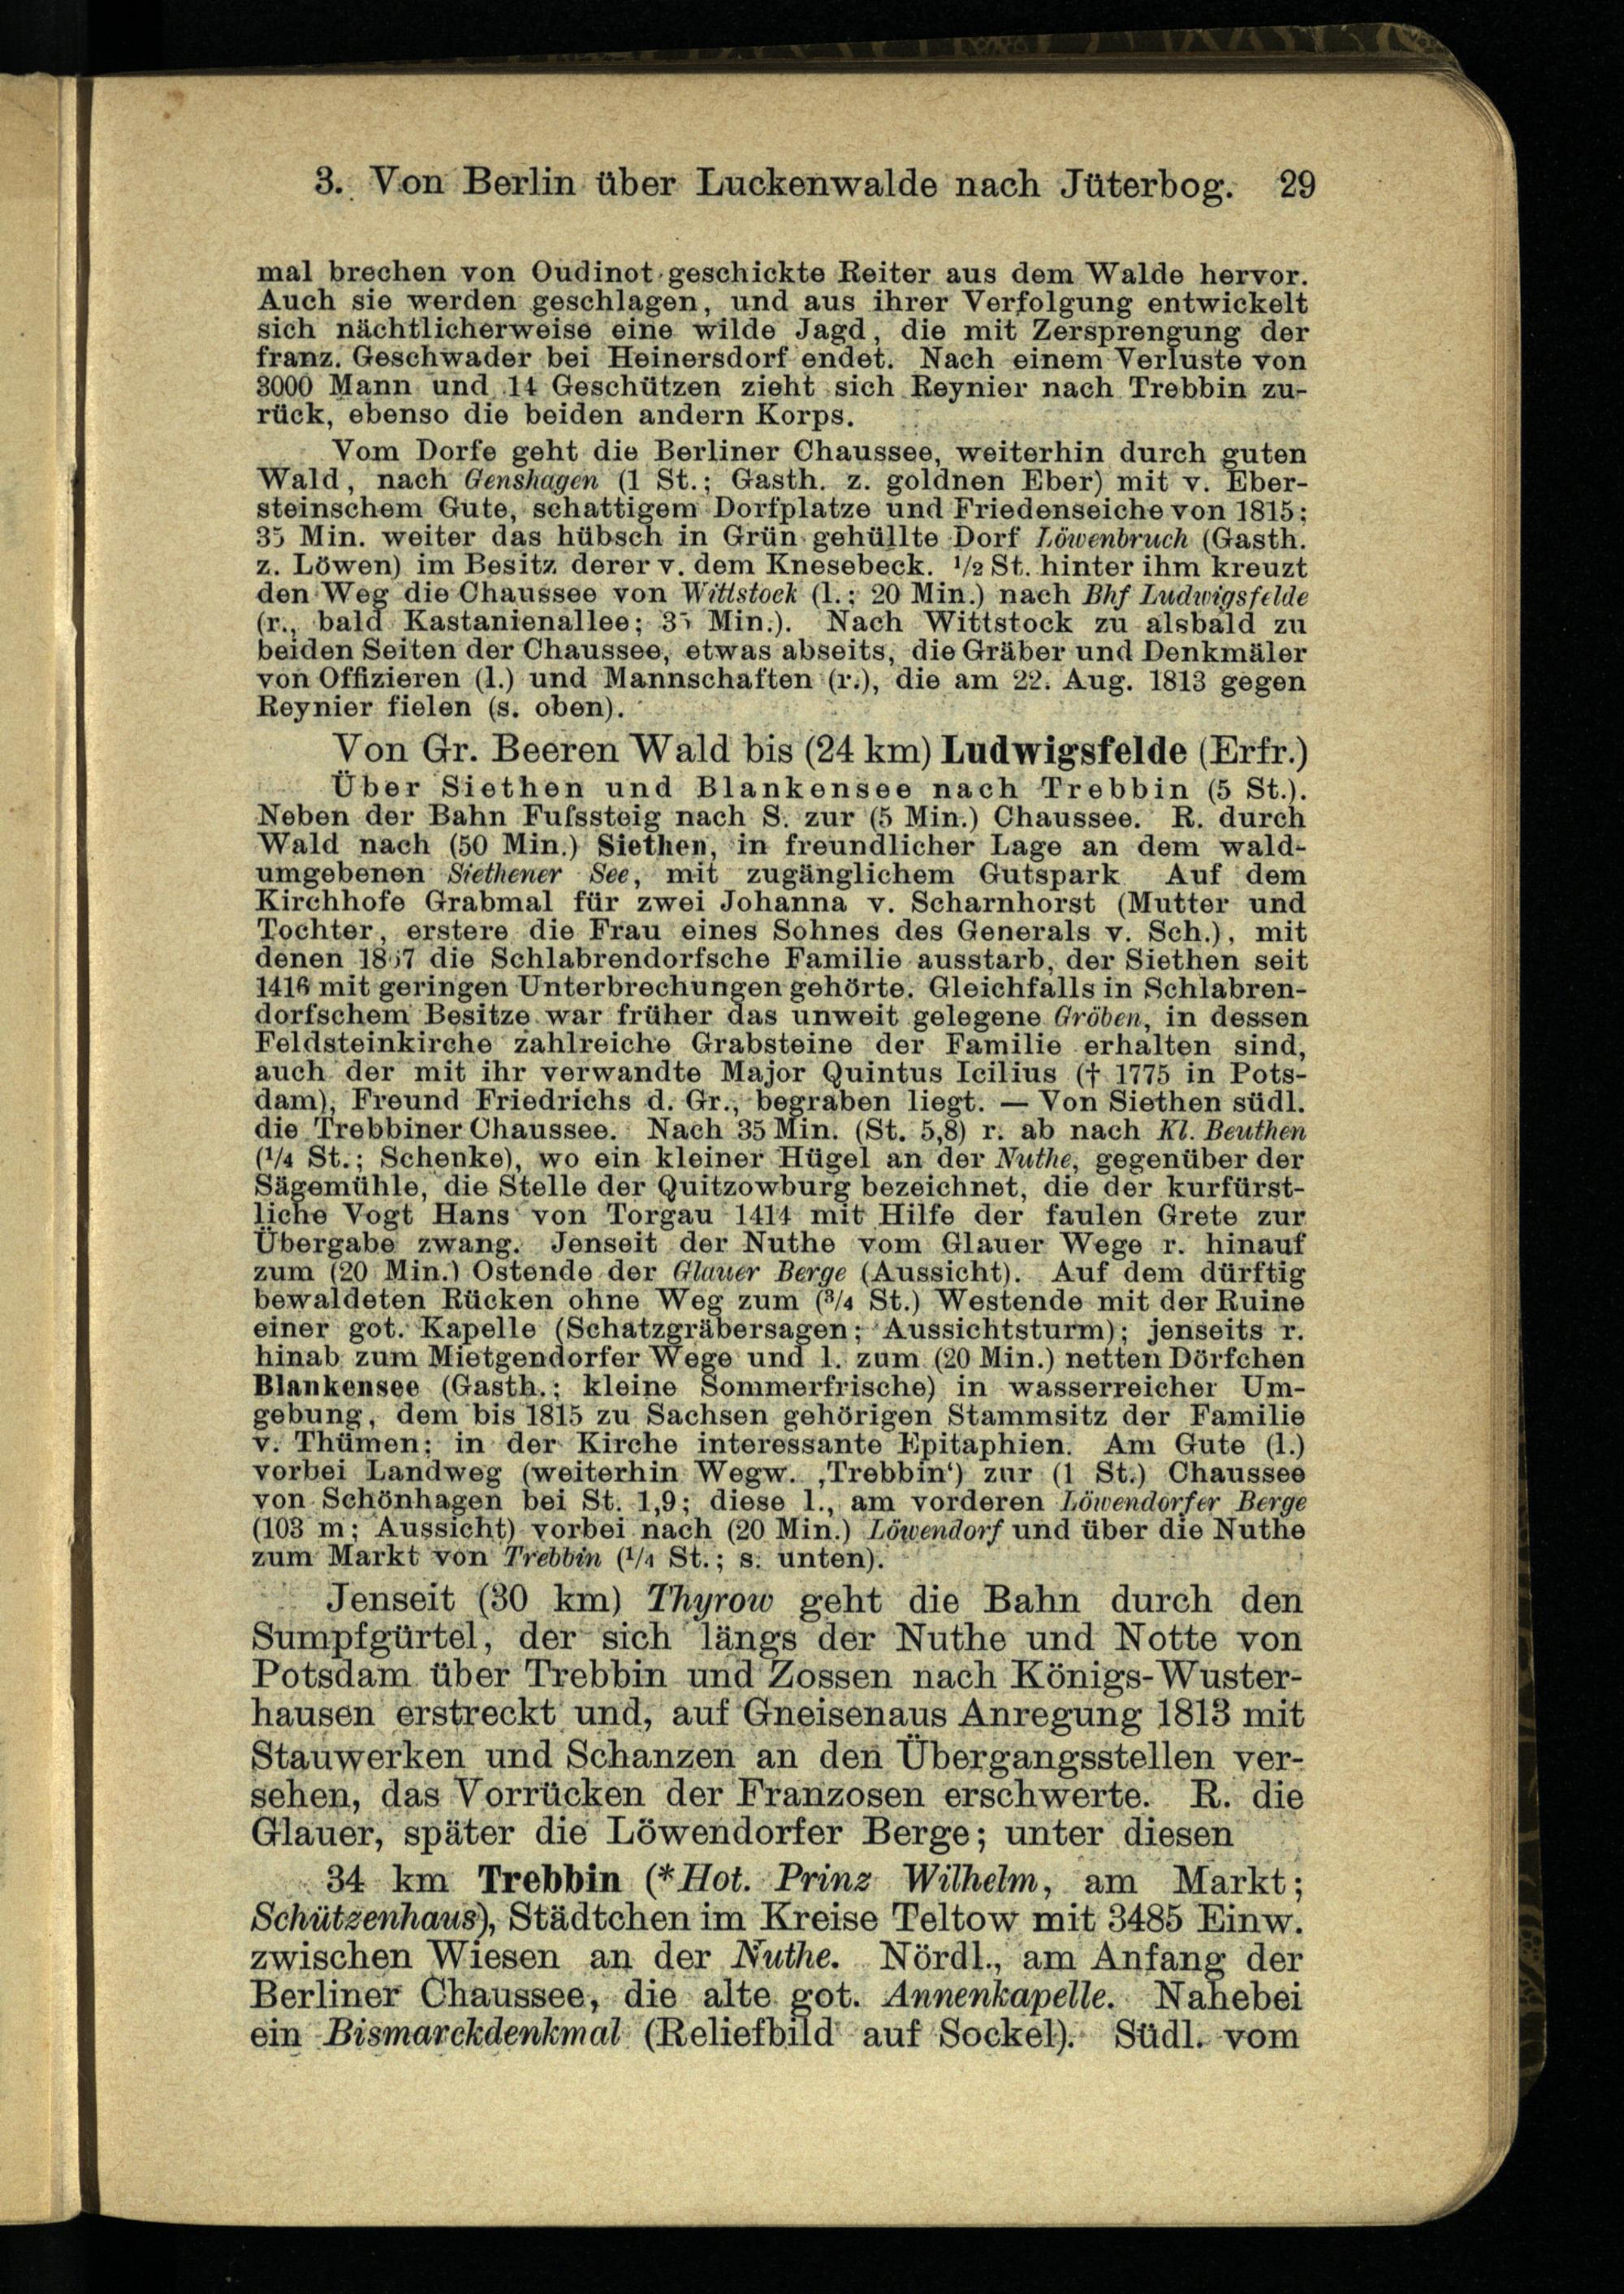 3. Von Berlin über Luckenwalde nach Jüterbog. 29
mal brechen von Oudinot geschickte Reiter aus dem Walde hervor.
Auch sie werden geschlagen, und aus ihrer Verfolgung entwickelt
sich nächtlicherweise eine wilde Jagd, die mit Zersprengung der
franz. Geschwader bei Heinersdorf endet. Nach einem Verluste von
3000 Mann und 14 Geschützen zieht sich Reynier nach Trebbin zu-
rück, ebenso die beiden andern Korps.
Vom Dorfe geht die Berliner Chaussee, weiterhin durch guten
Wald, nach Genshagen (1 St.; Gasth. z. goldnen Eber) mit v. Eber-
steinschem Gute, schattigem Dorfplatze und Friedenseiche von 1815;
35 Min. weiter das hübsch in Grün gehüllte Dorf Löwenbruch (Gasth.
z. Löwen) im Besitz derer v. dem Knesebeck. 1/2 St. hinter ihm kreuzt
den Weg die Chaussee von Wittstock (l.; 20 Min.) nach Bhf Ludwigsfelde
(r., bald Kastanienallee; 35 Min.). Nach Wittstock zu alsbald zu
beiden Seiten der Chaussee, etwas abseits, die Gräber und Denkmäler
von Offizieren (l.) und Mannschaften (r.), die am 22. Aug. 1813 gegen
Reynier fielen (s. oben).
Von Gr. Beeren Wald bis (24 km) Ludwigsfelde (Erfr.)
Über Siethen und Blankensee nach Trebbin (5 St.).
Neben der Bahn Fufssteig nach S. zur (5 Min.) Chaussee. R. durch
Wald nach (50 Min.) Siethen, in freundlicher Lage an dem wald-
umgebenen Siethener See, mit zugänglichem Gutspark Auf dem
Kirchhofe Grabmal für zwei Johanna v. Scharnhorst (Mutter und
Tochter, erstere die Frau eines Sohnes des Generals v. Sch.), mit
denen die Schlabrendorfsche Familie ausstarb, der Siethen seit
1416 mit geringen Unterbrechungen gehörte. Gleichfalls in Schlabren-
dorfschem Besitze war früher das unweit gelegene Gröben, in dessen
Feldsteinkirche zahlreiche Grabsteine der Familie erhalten sind,
auch der mit ihr verwandte Major Quintus Icilius († 1775 in Pots-
dam), Freund Friedrichs d. Gr., begraben liegt. — Von Siethen südl.
die Trebbiner Chaussee. Nach 35 Min. (St. 5,8) r. ab nach Kl. Beuthen
(1/4 St.; Schenke), wo ein kleiner Hügel an der Nuthe, gegenüber der
Sägemühle, die Stelle der Quitzowburg bezeichnet, die der kurfürst-
liche Vogt Hans von Torgau 1414 mit Hilfe der faulen Grete zur
Übergabe zwang. Jenseit der Nuthe vom Glauer Wege r. hinauf
zum (20 Min.) Ostende der Glauer Berge (Aussicht). Auf dem dürftig
bewaldeten Rücken ohne Weg zum (3/4 St.) Westende mit der Ruine
einer got. Kapelle (Schatzgräbersagen; Aussichtsturm); jenseits r.
hinab zum Mietgendorfer Wege und l. zum (20 Min.) netten Dörfchen
Blankensee (Gasth.; kleine Sommerfrische) in wasserreicher Um-
gebung, dem bis 1815 zu Sachsen gehörigen Stammsitz der Familie
v. Thümen; in der Kirche interessante Epitaphien. Am Gute (l.)
vorbei Landweg (weiterhin Wegw. ‚Trebbin‘) zur (1 St.) Chaussee
von Schönhagen bei St. 1,9; diese l., am vorderen Löwendorfer Berge
(103 m; Aussicht) vorbei nach (20 Min.) Löwendorf und über die Nuthe
zum Markt von Trebbin (1/4 St.; s. unten).
Jenseit (30 km) Thyrow geht die Bahn durch den
Sumpfgürtel, der sich längs der Nuthe und Notte von
Potsdam über Trebbin und Zossen nach Königs-Wuster-
hausen erstreckt und, auf Gneisenaus Anregung 1813 mit
Stauwerken und Schanzen an den Übergangsstellen ver-
sehen, das Vorrücken der Franzosen erschwerte. R. die
Glauer, später die Löwendorfer Berge; unter diesen
34 km Trebbin (*Hot. Prinz Wilhelm, am Markt;
Schützenhaus), Städtchen im Kreise Teltow mit 3485 Einw.
zwischen Wiesen an der Nuthe. Nördl., am Anfang der
Berliner Chaussee, die alte got. Annenkapelle. Nahebei
ein Bismarckdenkmal (Reliefbild auf Sockel). Südl. vom